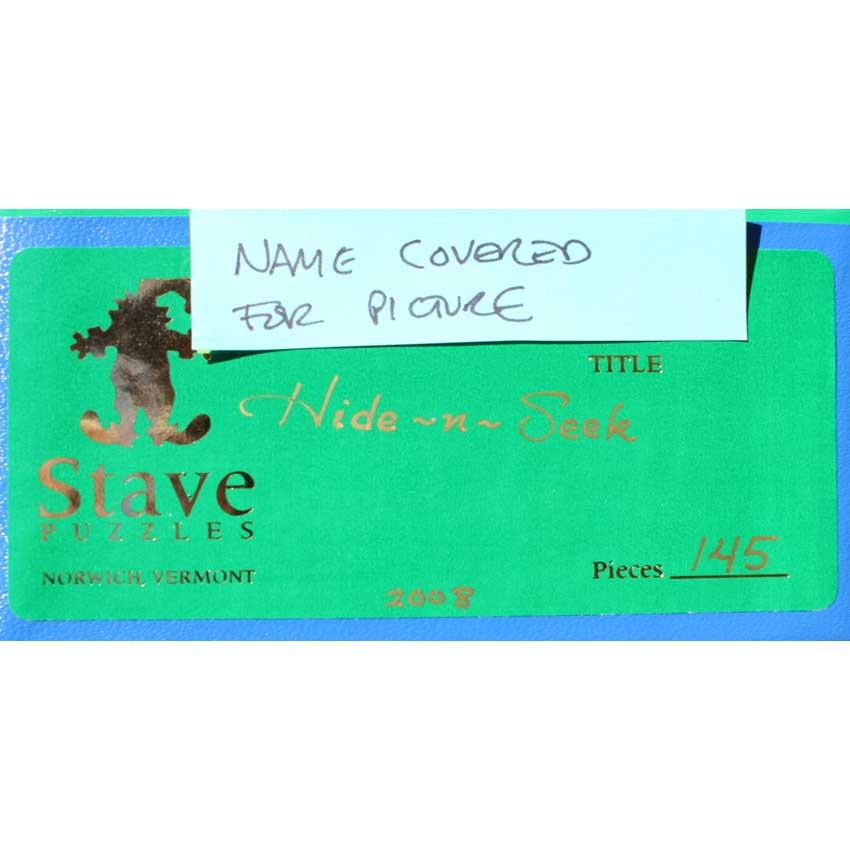 NAME COVERED
FOR PICTURE
TITLE
Hide~n~Seek
Stave
PUZZLES
NORWICH, VERMONT
Pieces 145
2008